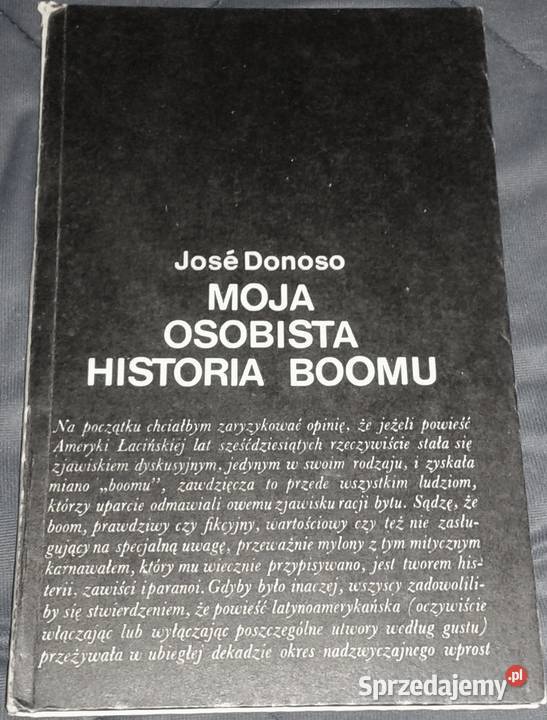 José Donoso
MOJA
OSOBISTA
HISTORIA BOOMU
Na początku chciałbym zaryzykować opinię, że jeżeli powieść
Ameryki Łacińskiej lat sześćdziesiątych rzeczywiście stała się
zjawiskiem dyskusyjnym, jedynym w swoim rodzaju, i zyskała
miano „boomu”, zawdzięcza to przede wszystkim ludziom,
którzy uparcie odmawiali owemu zjawisku racji bytu. Sądzę, że
boom, prawdziwy czy fikcyjny, wartościowy czy też nie zasłu-
gujący na specjalną uwagę, przeważnie mylony z tym mitycznym
karnawałem, który mu wiecznie przypisywano, jest tworem his-
terii, zawiści i paranoi. Gdyby było inaczej, wszyscy zadowolili-
by się stwierdzeniem, że powieść latynoamerykańska (oczywiście
włączając lub wyłączając poszczególne utwory według gustu)
przeżywała w ubiegłej dekadzie okres nadzwyczajnego wprost
Sprzedajemy.pl